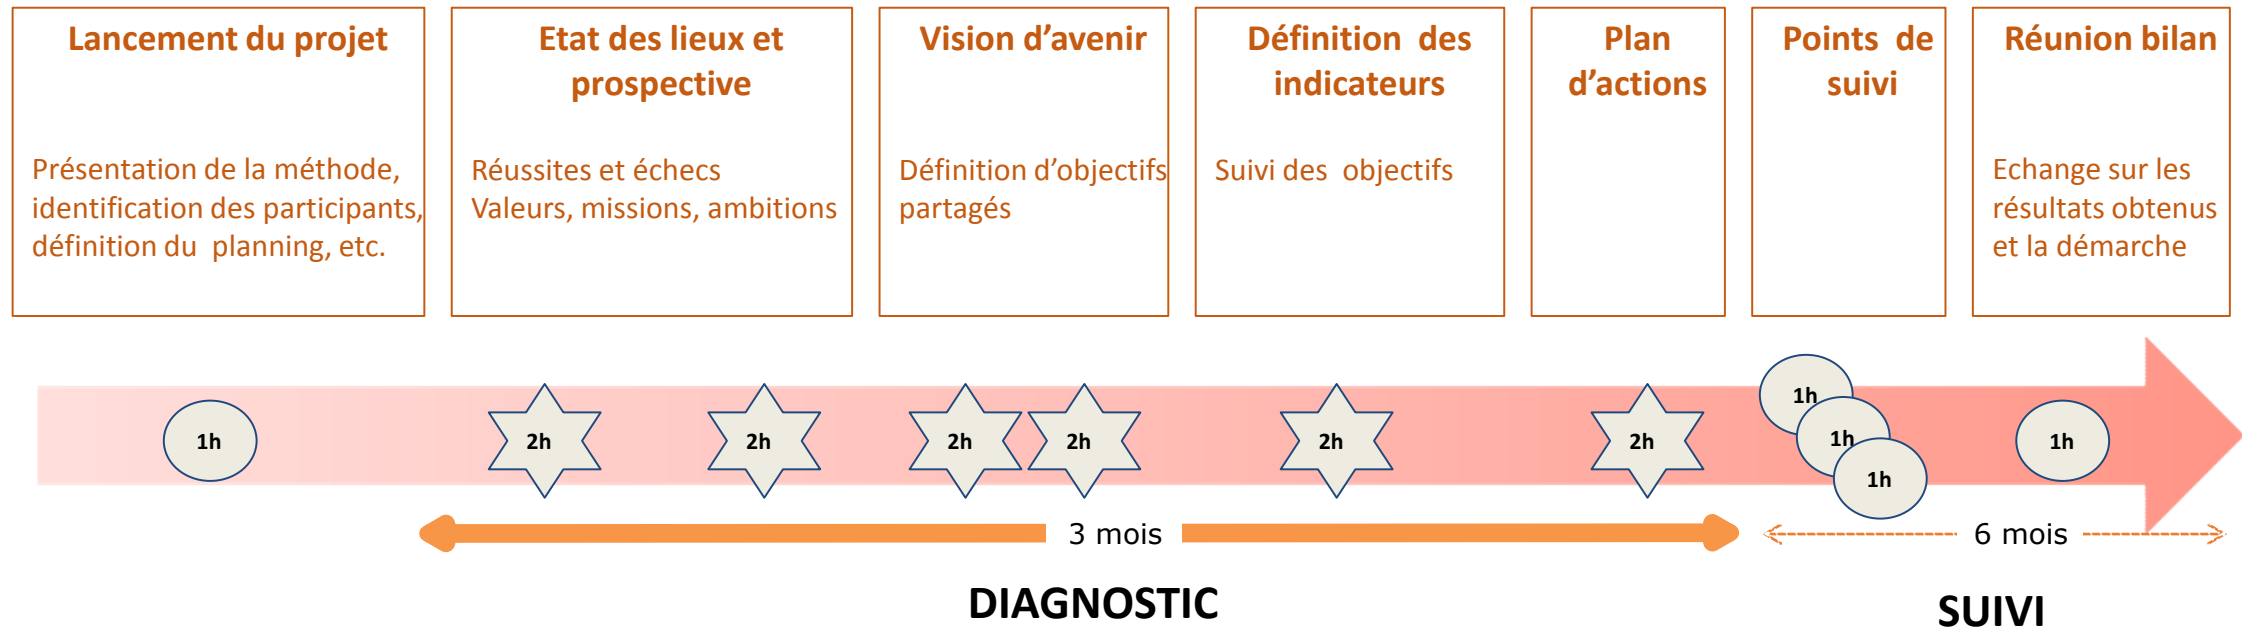 Lancement du projet
Présentation de la méthode,
identification des participants,
définition du planning, etc.
Etat des lieux et
prospective
Réussites et échecs
Valeurs, missions, ambitions
Vision d’avenir
Définition d’objectifs
partagés
Définition des
indicateurs
Suivi des objectifs
Plan
d’actions
Points de
suivi
Réunion bilan
Echange sur les
résultats obtenus
et la démarche
1h
2h
2h
2h
2h
2h
2h
1h
1h
1h
1h
3 mois
6 mois
DIAGNOSTIC
SUIVI